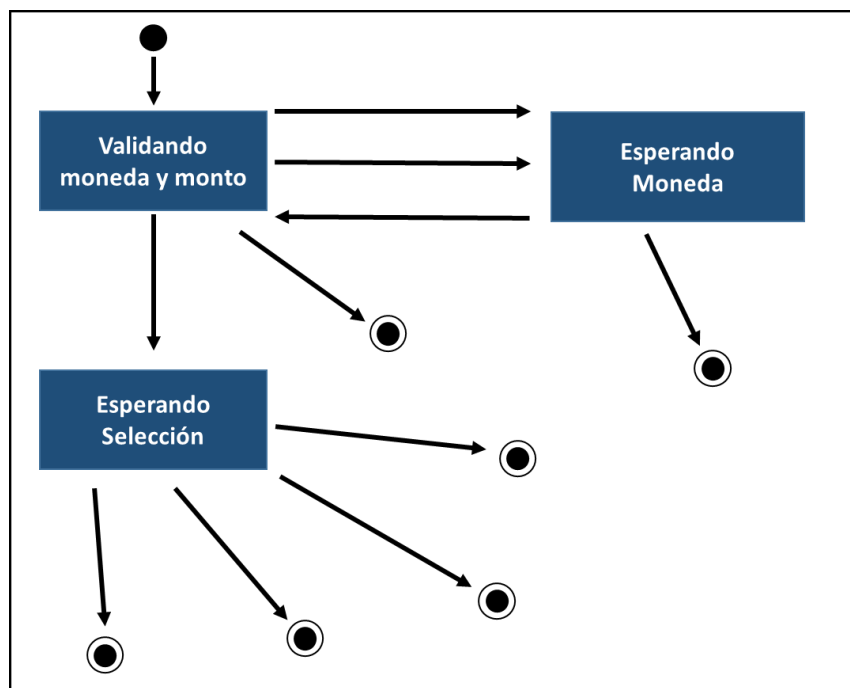 Validando
moneda y monto
Esperando
Moneda
Esperando
Selección